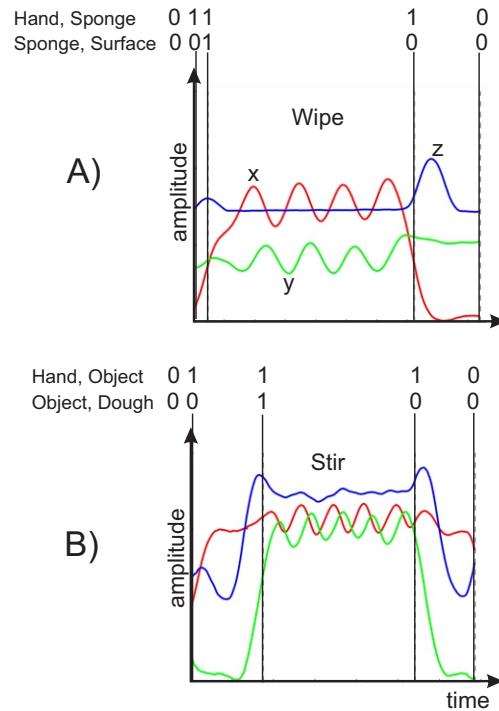 Hand, Sponge 0 1 1 1 0
Sponge, Surface 0 0 1 0 0
Wipe
A)
amplitude
x
y
z
Hand, Object 0 1 1 1 0
Object, Dough 0 0 1 0 0
Stir
B)
amplitude
time